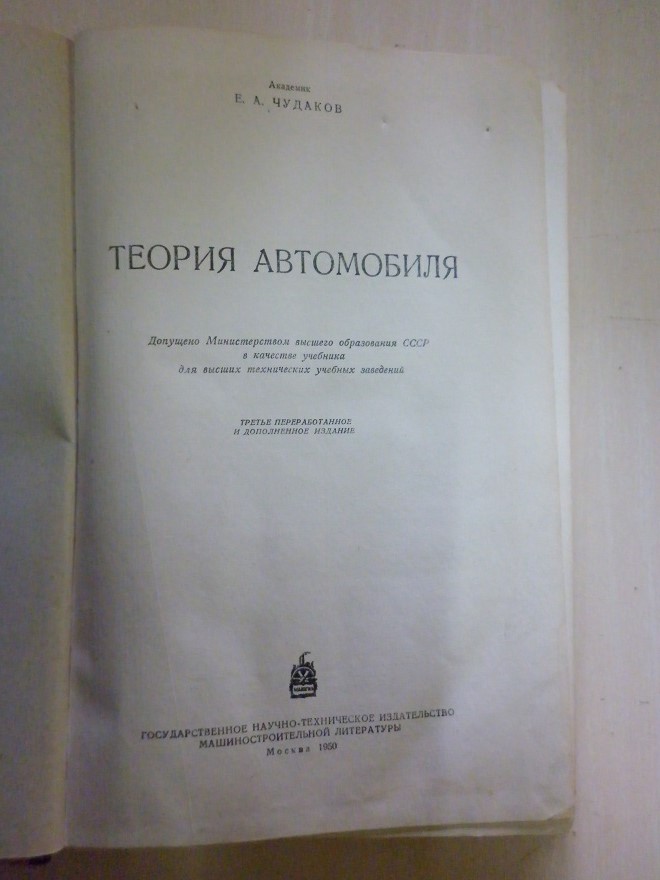 Академик
Е. А. ЧУДАКОВ
ТЕОРИЯ АВТОМОБИЛЯ
Допущено Министерством высшего образования СССР
в качестве учебника
для высших технических учебных заведений
ТРЕТЬЕ ПЕРЕРАБОТАННОЕ
И ДОПОЛНЕННОЕ ИЗДАНИЕ
МАШГИЗ
ГОСУДАРСТВЕННОЕ НАУЧНО-ТЕХНИЧЕСКОЕ ИЗДАТЕЛЬСТВО
МАШИНОСТРОИТЕЛЬНОЙ ЛИТЕРАТУРЫ
Москва 1950